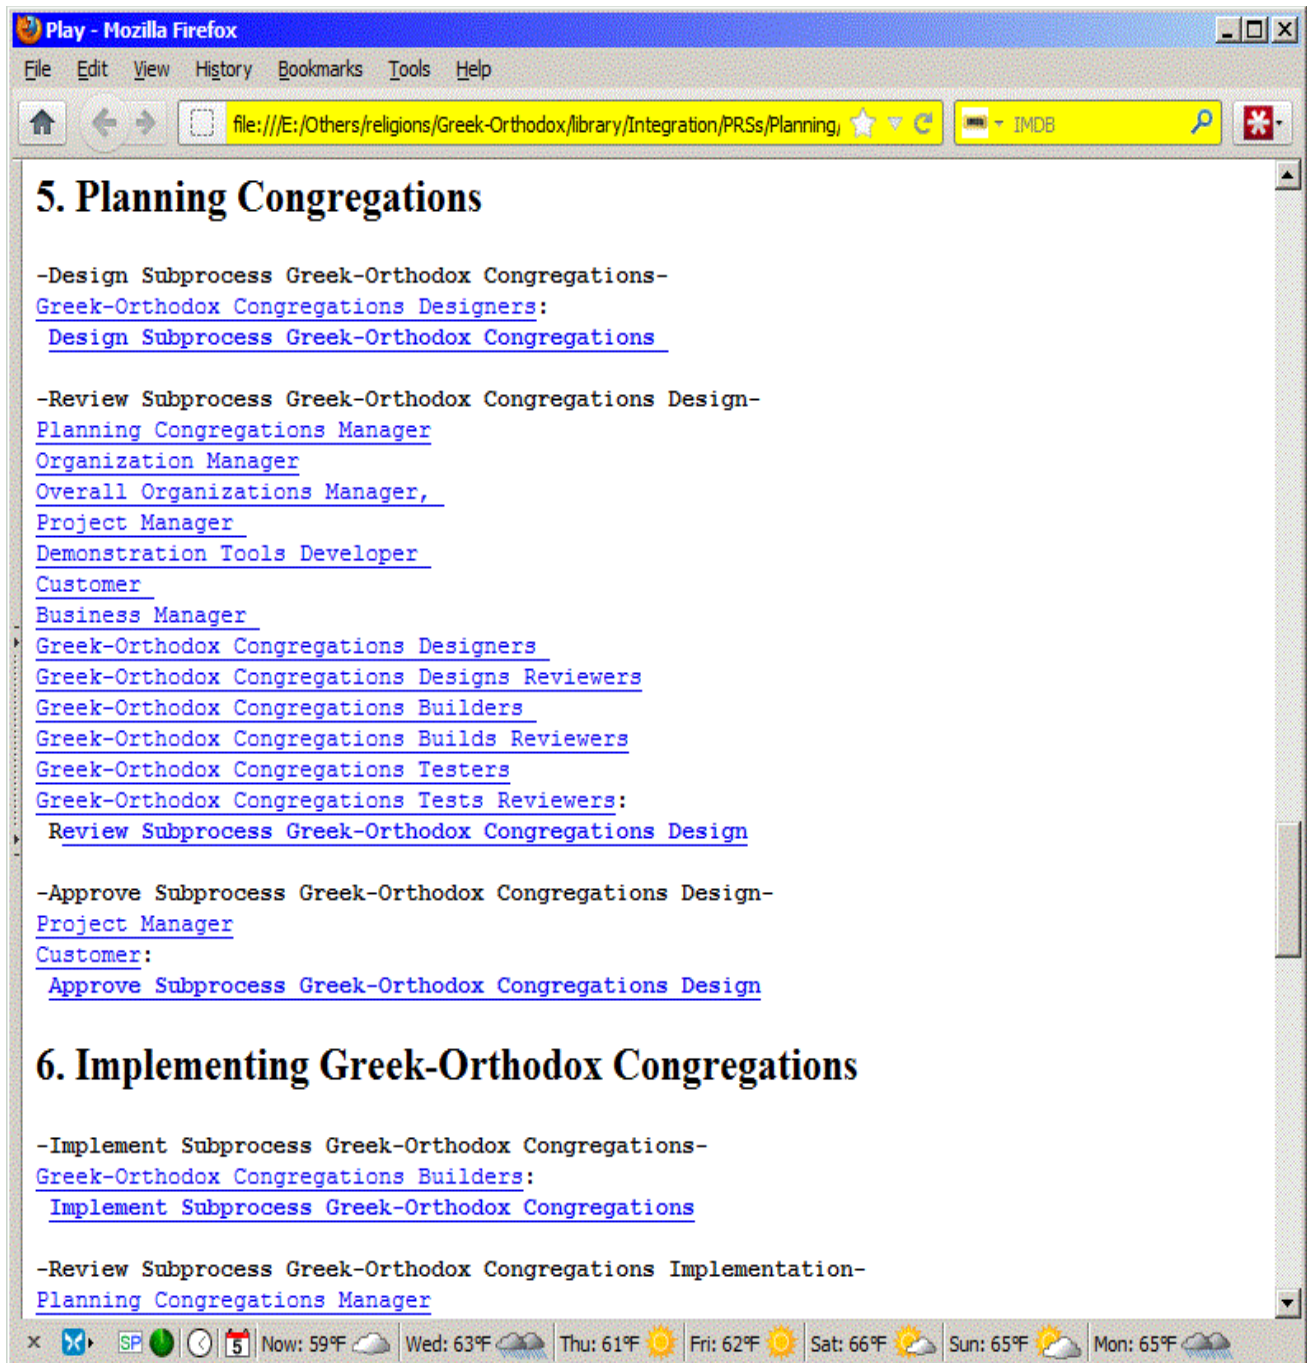 Play - Mozilla Firefox
File Edit View History Bookmarks Tools Help
file:///E:/Others/religions/Greek-Orthodox/library/Integration/PRSs/Planning/ IMDB
5. Planning Congregations
-Design Subprocess Greek-Orthodox Congregations-
Greek-Orthodox Congregations Designers:
Design Subprocess Greek-Orthodox Congregations
-Review Subprocess Greek-Orthodox Congregations Design-
Planning Congregations Manager
Organization Manager
Overall Organizations Manager,
Project Manager
Demonstration Tools Developer
Customer
Business Manager
Greek-Orthodox Congregations Designers
Greek-Orthodox Congregations Designs Reviewers
Greek-Orthodox Congregations Builders
Greek-Orthodox Congregations Builds Reviewers
Greek-Orthodox Congregations Testers
Greek-Orthodox Congregations Tests Reviewers:
Review Subprocess Greek-Orthodox Congregations Design
-Approve Subprocess Greek-Orthodox Congregations Design-
Project Manager
Customer:
Approve Subprocess Greek-Orthodox Congregations Design
6. Implementing Greek-Orthodox Congregations
-Implement Subprocess Greek-Orthodox Congregations-
Greek-Orthodox Congregations Builders:
Implement Subprocess Greek-Orthodox Congregations
-Review Subprocess Greek-Orthodox Congregations Implementation-
Planning Congregations Manager
SP 5 Now: 59°F Wed: 63°F Thu: 61°F Fri: 62°F Sat: 66°F Sun: 65°F Mon: 65°F